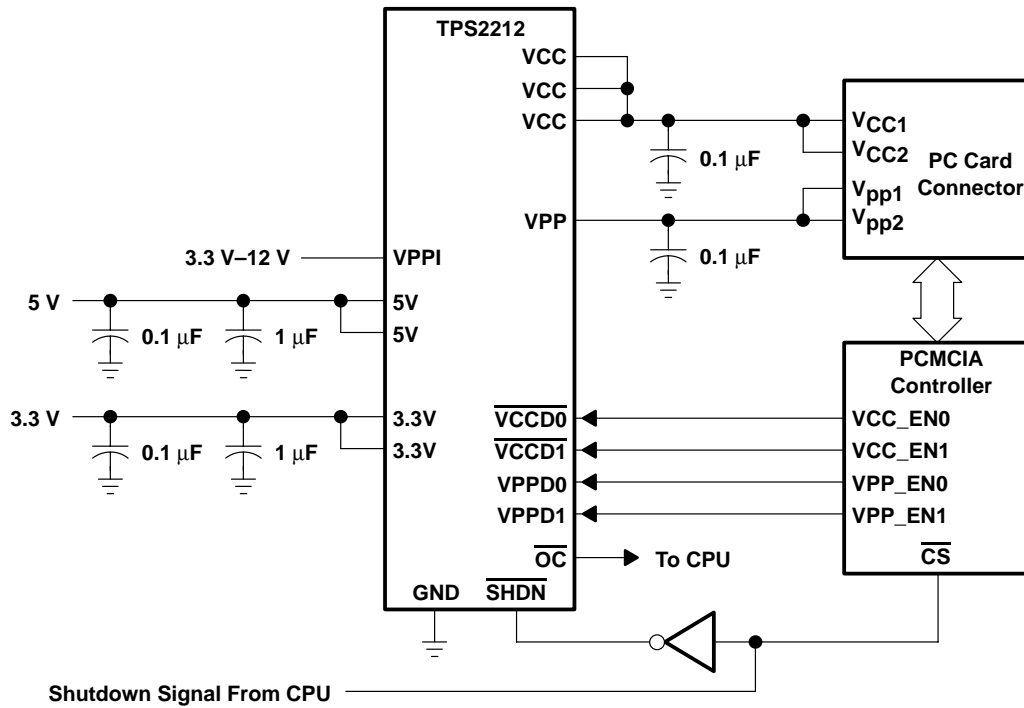 TPS2212
VCC
VCC
VCC
VPP
VPPI
5V
5V
3.3V
3.3V
VCCD0
VCCD1
VPPD0
VPPD1
OC
GND
SHDN
3.3 V–12 V
5 V
0.1 μF
1 μF
3.3 V
0.1 μF
1 μF
0.1 μF
0.1 μF
VCC1
VCC2
Vpp1
Vpp2
PC Card
Connector
PCMCIA
Controller
VCC_EN0
VCC_EN1
VPP_EN0
VPP_EN1
CS
To CPU
Shutdown Signal From CPU